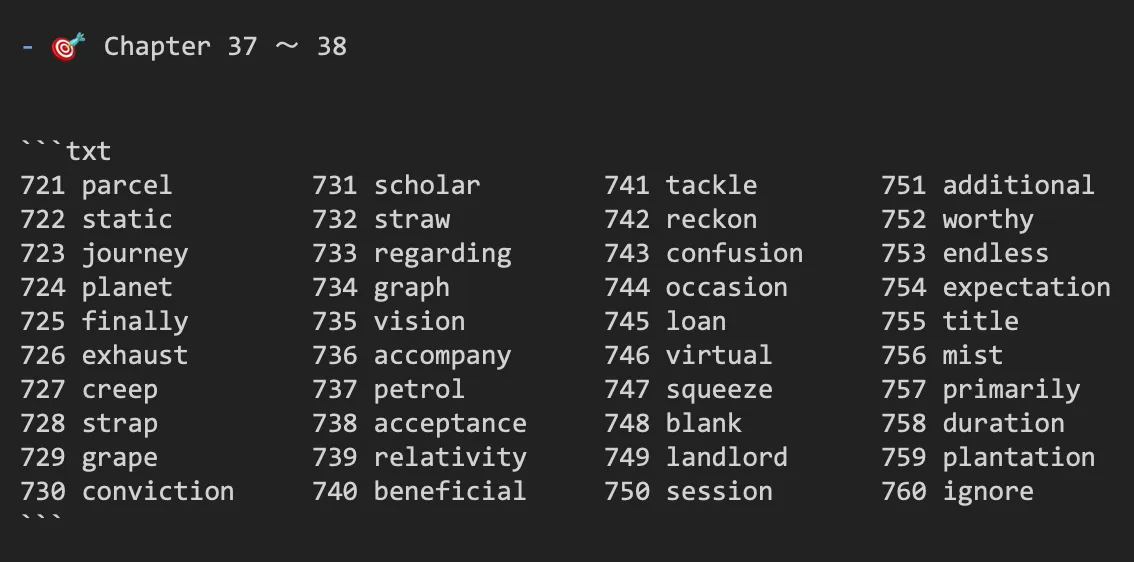 - 🎯 Chapter 37 ～ 38
```txt
721 parcel 731 scholar 741 tackle 751 additional
722 static 732 straw 742 reckon 752 worthy
723 journey 733 regarding 743 confusion 753 endless
724 planet 734 graph 744 occasion 754 expectation
725 finally 735 vision 745 loan 755 title
726 exhaust 736 accompany 746 virtual 756 mist
727 creep 737 petrol 747 squeeze 757 primarily
728 strap 738 acceptance 748 blank 758 duration
729 grape 739 relativity 749 landlord 759 plantation
730 conviction 740 beneficial 750 session 760 ignore
```